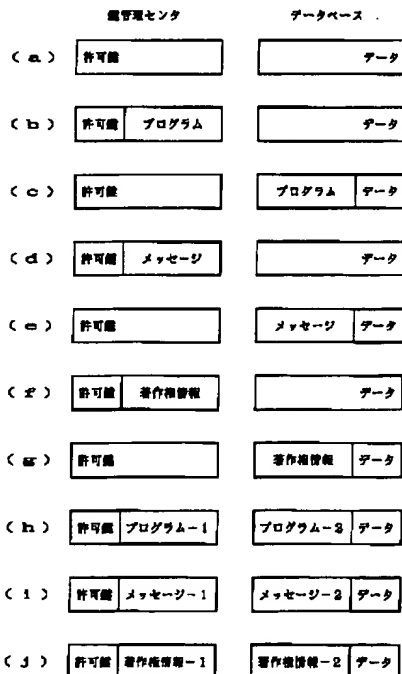 鍵管理センタ データベース
(a) 許可鍵 データ
(b) 許可鍵 プログラム データ
(c) 許可鍵 プログラム データ
(d) 許可鍵 メッセージ データ
(e) 許可鍵 メッセージ データ
(f) 許可鍵 著作権情報 データ
(g) 許可鍵 著作権情報 データ
(h) 許可鍵 プログラム-1 プログラム-2 データ
(i) 許可鍵 メッセージ-1 メッセージ-2 データ
(j) 許可鍵 著作権情報-1 著作権情報-2 データ